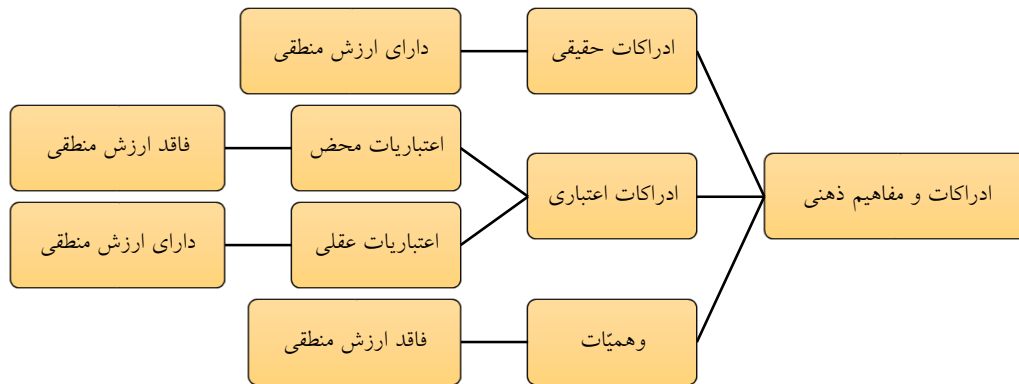 ادراکات و مفاهیم ذهنی
ادراکات حقیقی
دارای ارزش منطقی
ادراکات اعتباری
اعتباریات محض
فاقد ارزش منطقی
اعتباریات عقلی
دارای ارزش منطقی
وهمیّات
فاقد ارزش منطقی